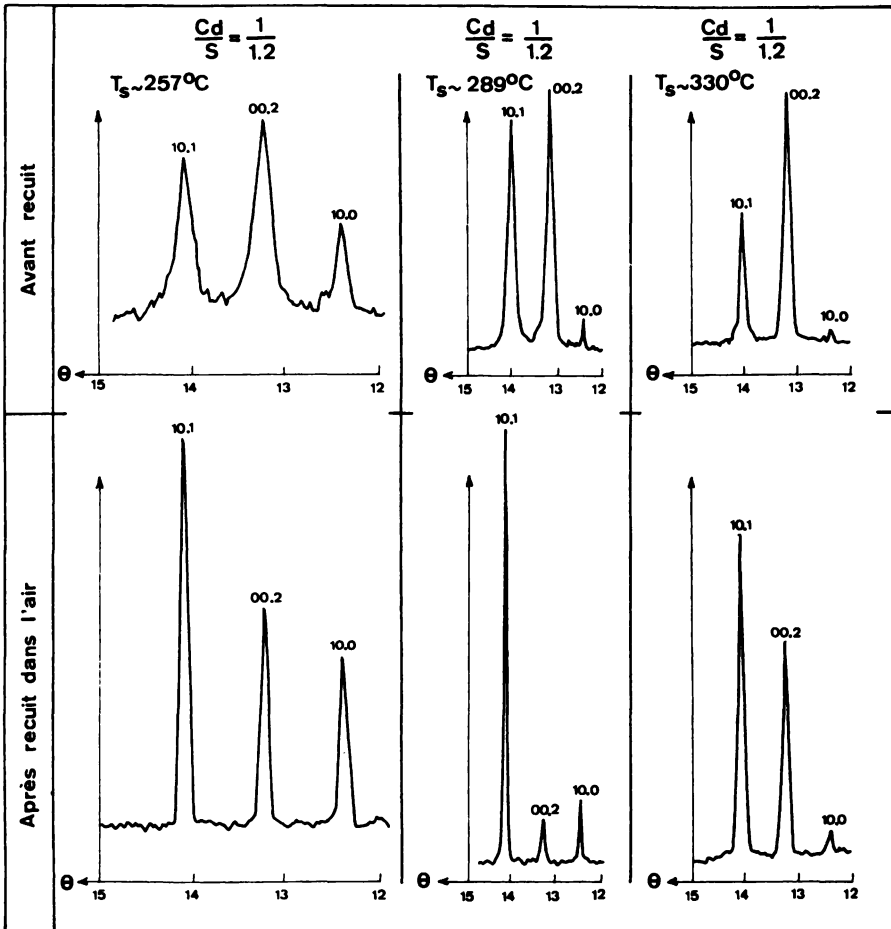 Cd/S = 1/1.2
Cd/S = 1/1.2
Cd/S = 1/1.2
Ts~257°C
Ts~ 289°C
Ts~330°C
Avant recuit
10.1
00.2
10.0
θ
15 14 13 12
10.1
00.2
10.0
θ
15 14 13 12
10.1
00.2
10.0
θ
15 14 13 12
Après recuit dans l'air
10.1
00.2
10.0
θ
15 14 13 12
10.1
00.2
10.0
θ
15 14 13 12
10.1
00.2
10.0
θ
15 14 13 12